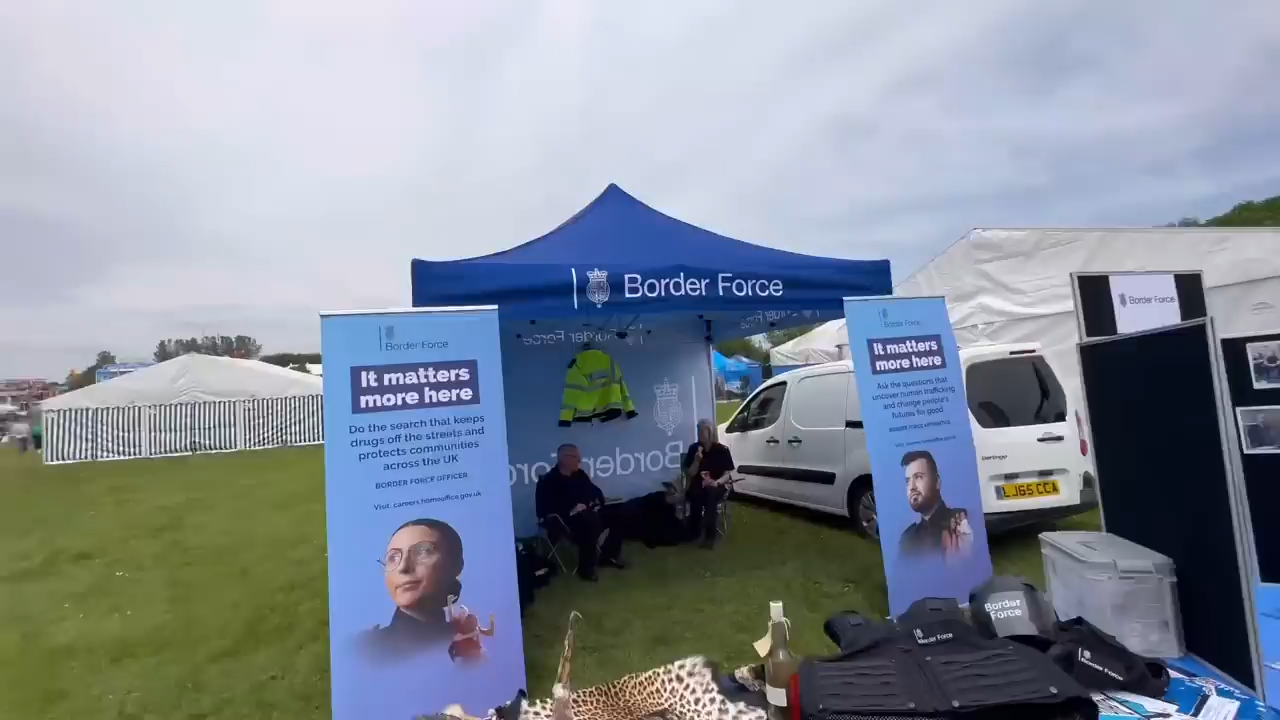 Border Force
Border Force
It matters
more here
Do the search that keeps
drugs off the streets and
protects communities
across the UK
BORDER FORCE OFFICER
Visit: careers.homeoffice.gov.uk
Border Force
Border Force
It matters
more here
Ask the questions that
uncover human trafficking
and change people's
futures for good
Border Force
Berlingo
LJ65 CCA
Border
Force
Border Force
Border Force